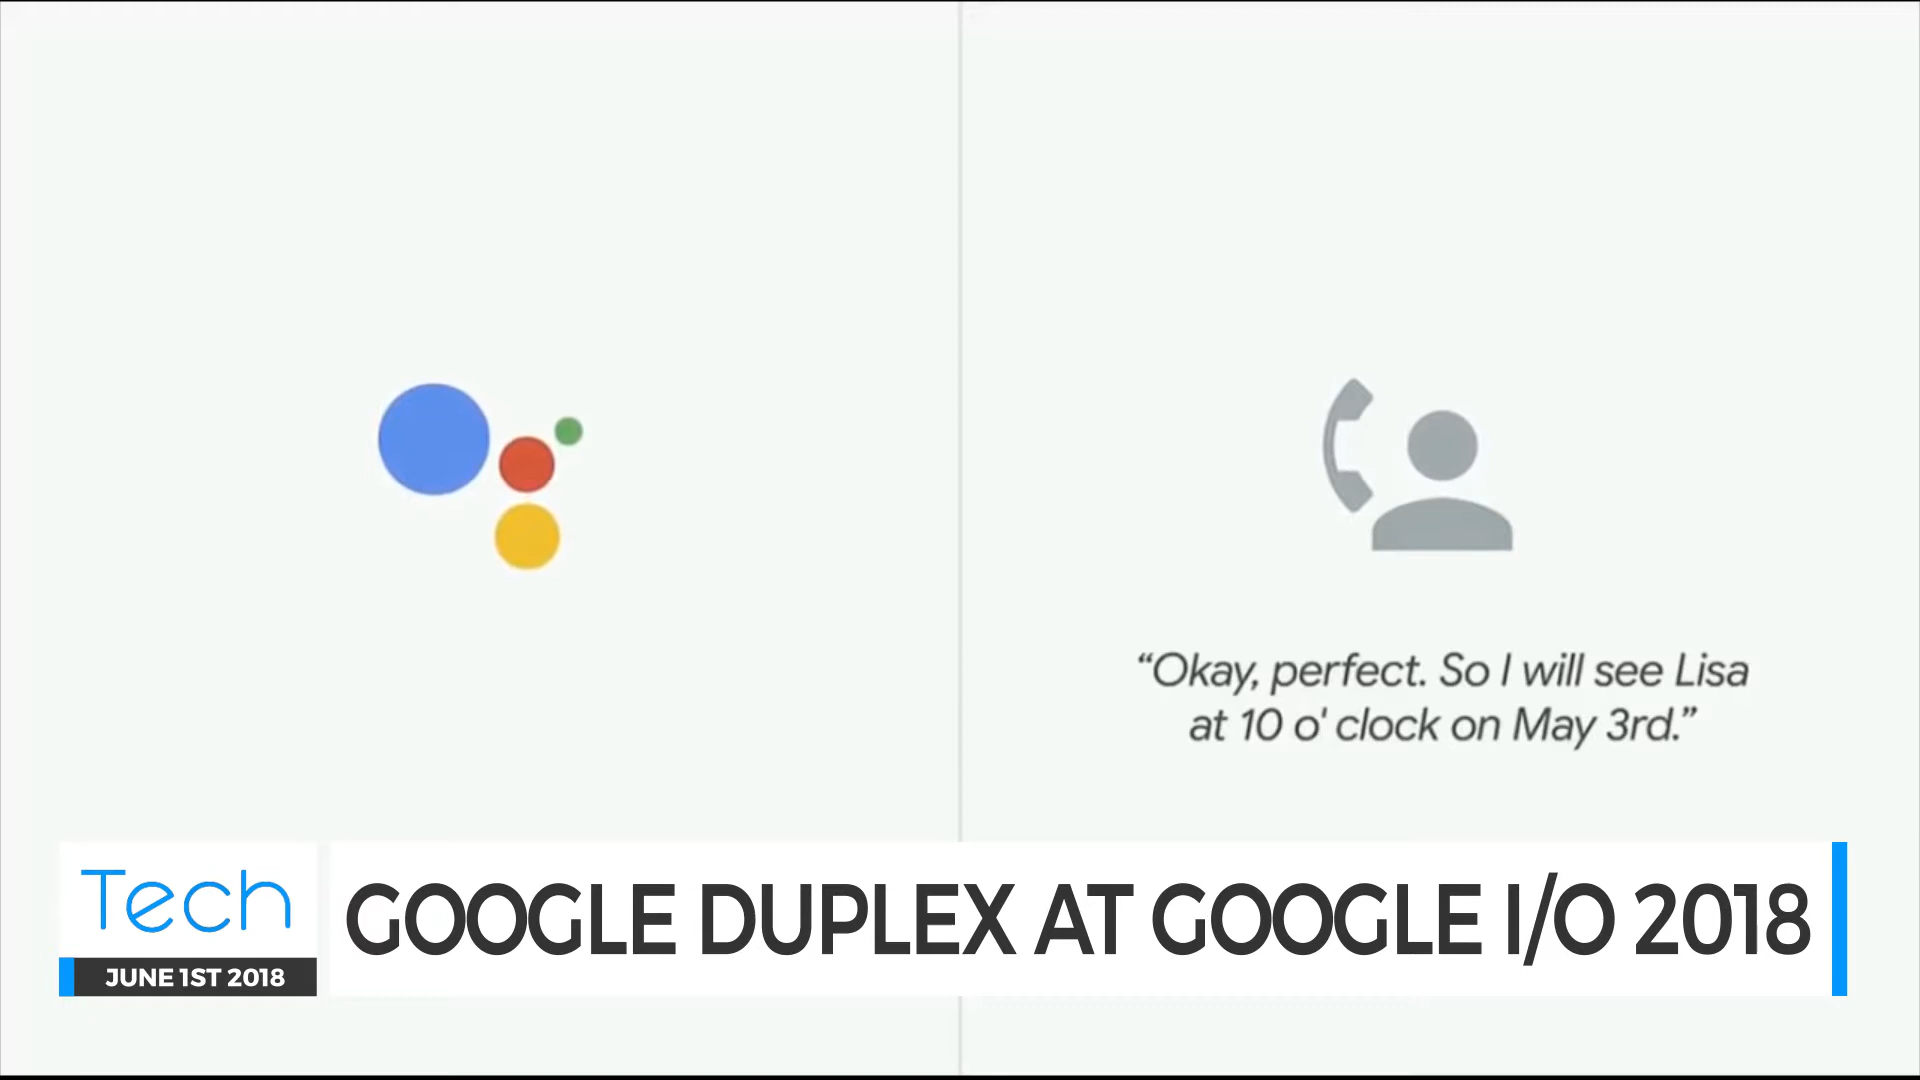 “Okay, perfect. So I will see Lisa
at 10 o' clock on May 3rd.”
Tech
GOOGLE DUPLEX AT GOOGLE I/O 2018
JUNE 1ST 2018